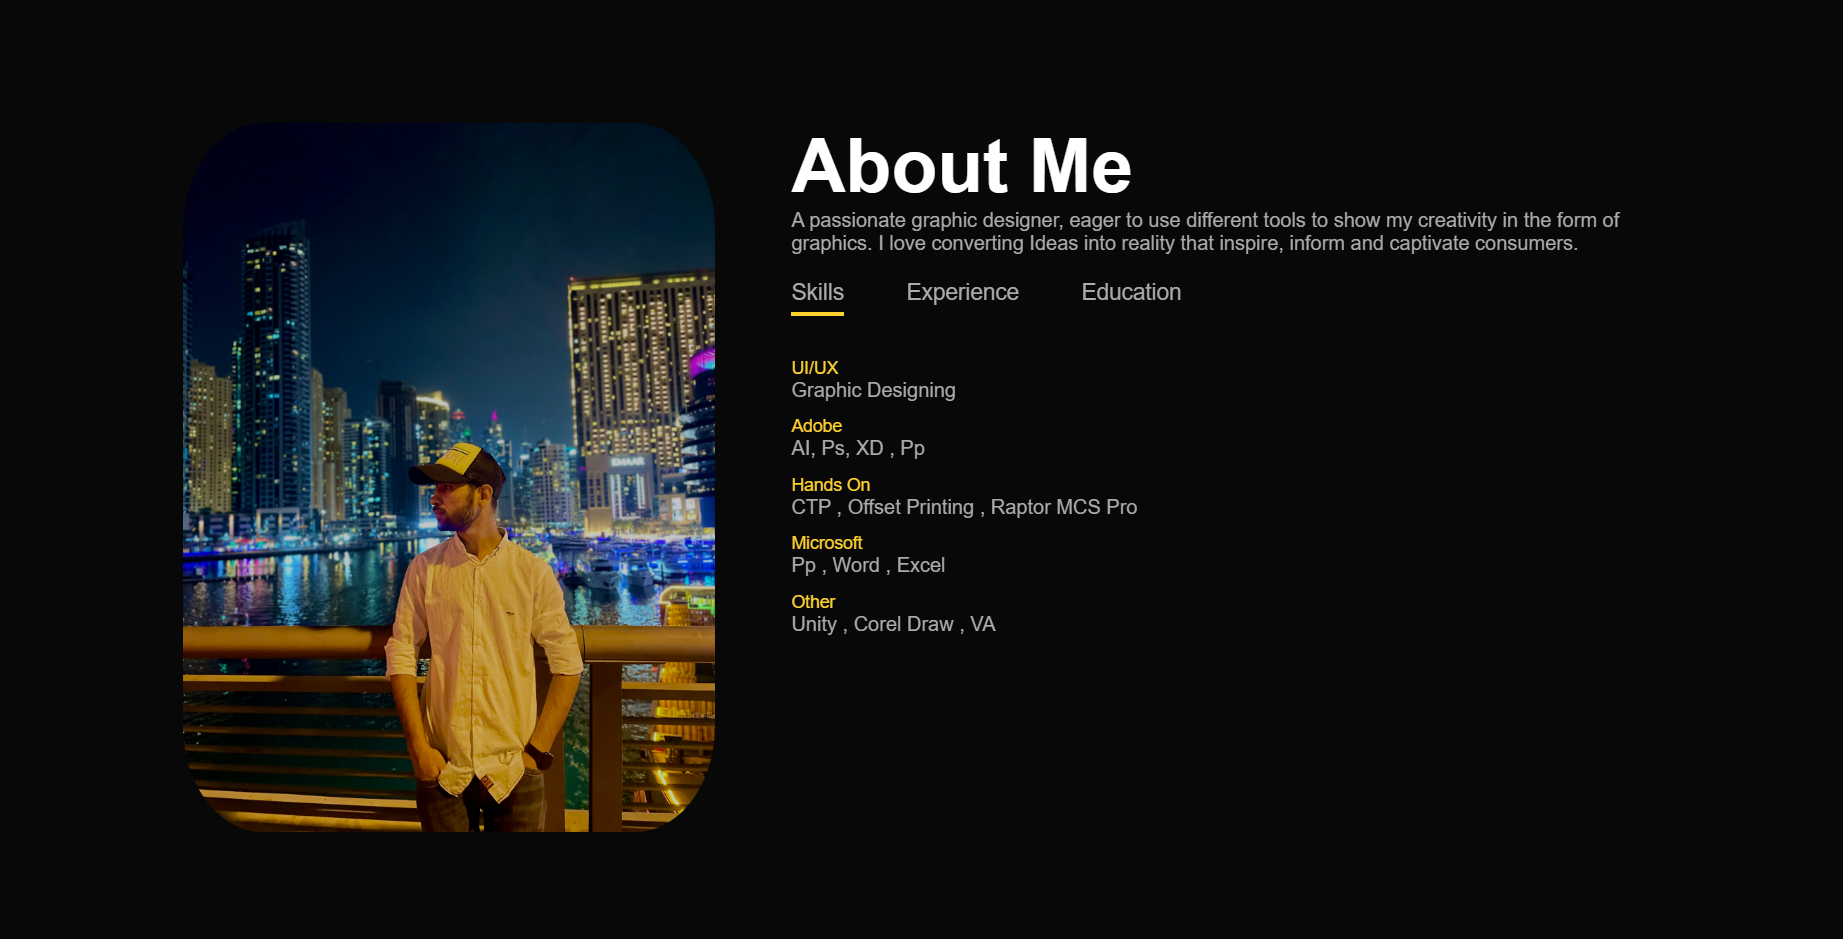 About Me
A passionate graphic designer, eager to use different tools to show my creativity in the form of
graphics. I love converting Ideas into reality that inspire, inform and captivate consumers.
Skills Experience Education
UI/UX
Graphic Designing
Adobe
AI, Ps, XD , Pp
Hands On
CTP , Offset Printing , Raptor MCS Pro
Microsoft
Pp , Word , Excel
Other
Unity , Corel Draw , VA
EMAAR